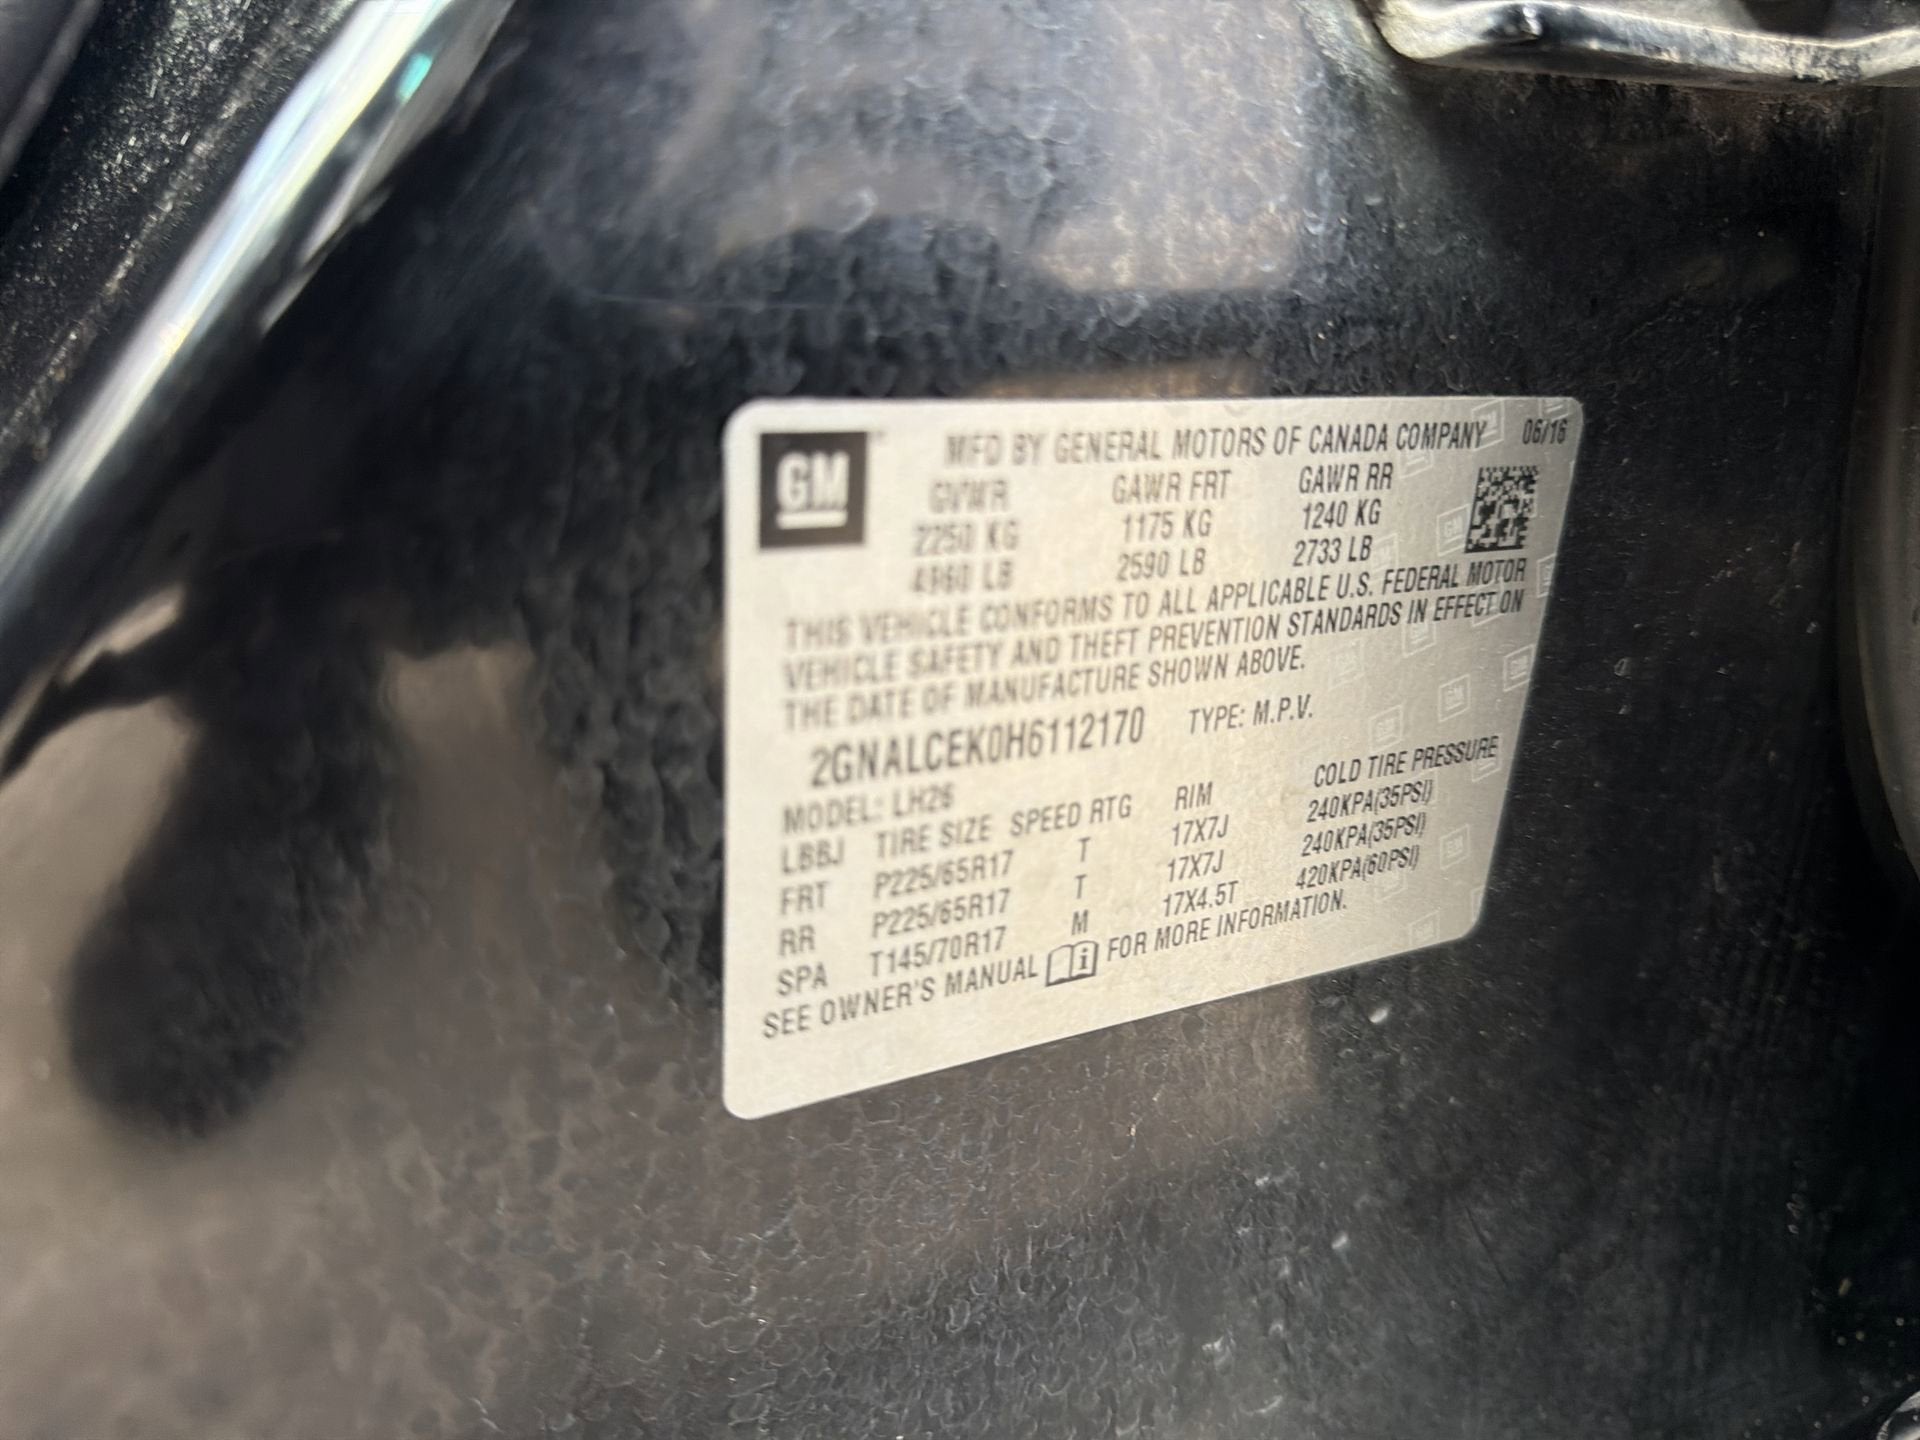 GM
MFD BY GENERAL MOTORS OF CANADA COMPANY 06/16
GVWR GAWR FRT GAWR RR
2250 KG 1175 KG 1240 KG
4960 LB 2590 LB 2733 LB
THIS VEHICLE CONFORMS TO ALL APPLICABLE U.S. FEDERAL MOTOR
VEHICLE SAFETY AND THEFT PREVENTION STANDARDS IN EFFECT ON
THE DATE OF MANUFACTURE SHOWN ABOVE.
2GNALCEK0H6112170 TYPE: M.P.V.
MODEL: LH26
LBBJ TIRE SIZE SPEED RTG RIM COLD TIRE PRESSURE
FRT P225/65R17 T 17X7J 240KPA(35PSI)
RR P225/65R17 T 17X7J 240KPA(35PSI)
SPA T145/70R17 M 17X4.5T 420KPA(60PSI)
SEE OWNER'S MANUAL FOR MORE INFORMATION.